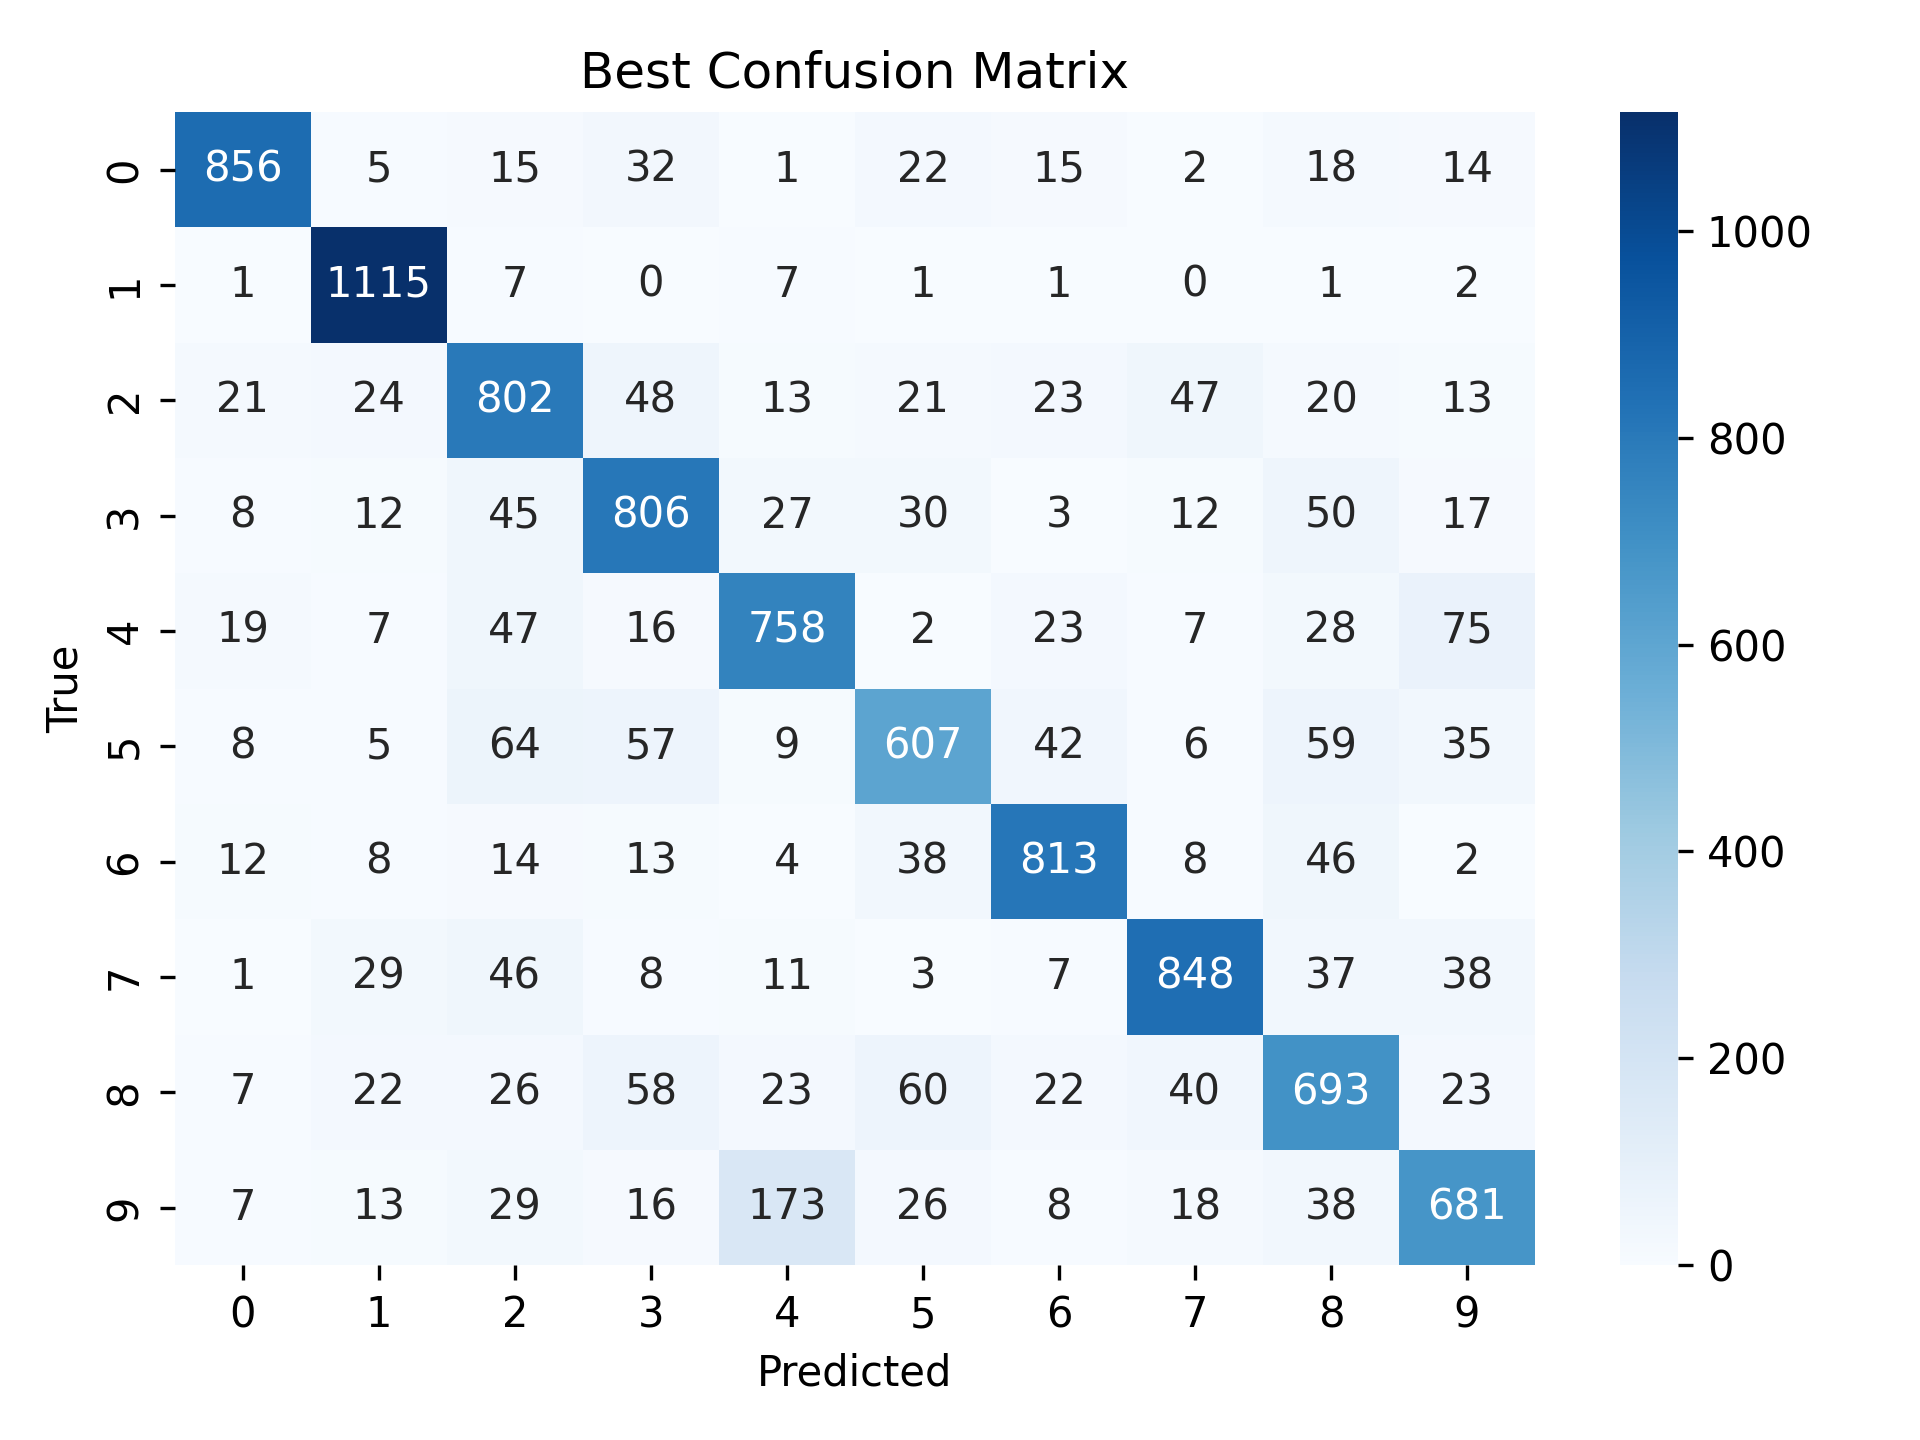 Best Confusion Matrix
0 856 5 15 32 1 22 15 2 18 14
1 1 1115 7 0 7 1 1 0 1 2
2 21 24 802 48 13 21 23 47 20 13
3 8 12 45 806 27 30 3 12 50 17
4 19 7 47 16 758 2 23 7 28 75
5 8 5 64 57 9 607 42 6 59 35
6 12 8 14 13 4 38 813 8 46 2
7 1 29 46 8 11 3 7 848 37 38
8 7 22 26 58 23 60 22 40 693 23
9 7 13 29 16 173 26 8 18 38 681
0 1 2 3 4 5 6 7 8 9
Predicted
True
1000
800
600
400
200
0